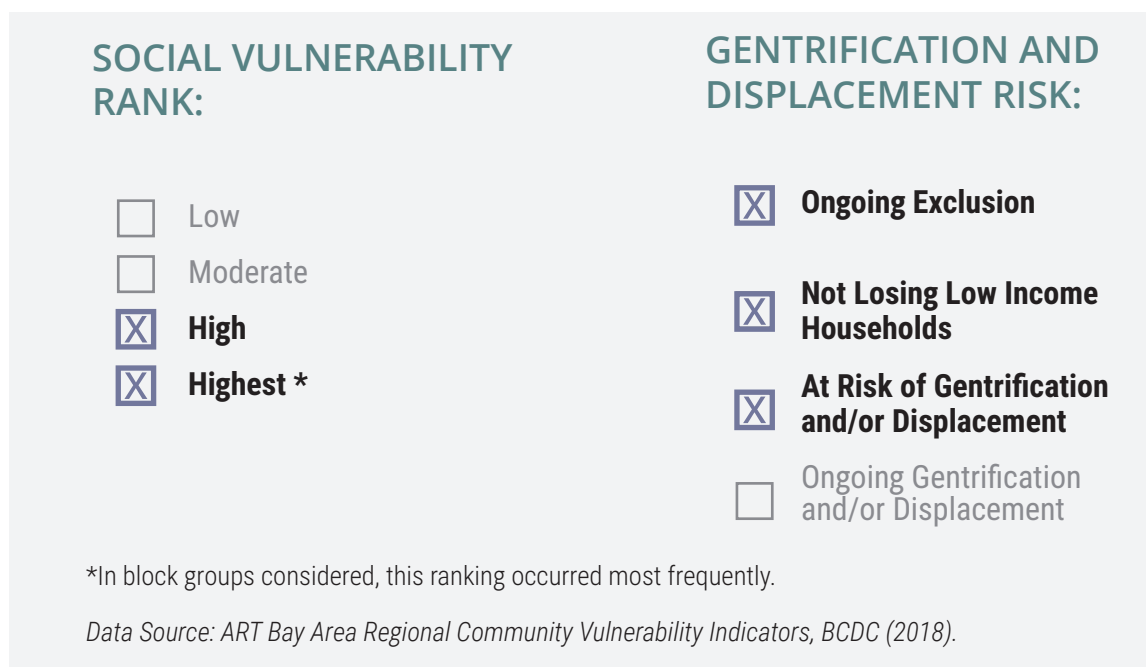 SOCIAL VULNERABILITY
RANK:
Low
Moderate
X High
X Highest *
GENTRIFICATION AND
DISPLACEMENT RISK:
X Ongoing Exclusion
X Not Losing Low Income
Households
X At Risk of Gentrification
and/or Displacement
Ongoing Gentrification
and/or Displacement
*In block groups considered, this ranking occurred most frequently.
Data Source: ART Bay Area Regional Community Vulnerability Indicators, BCDC (2018).